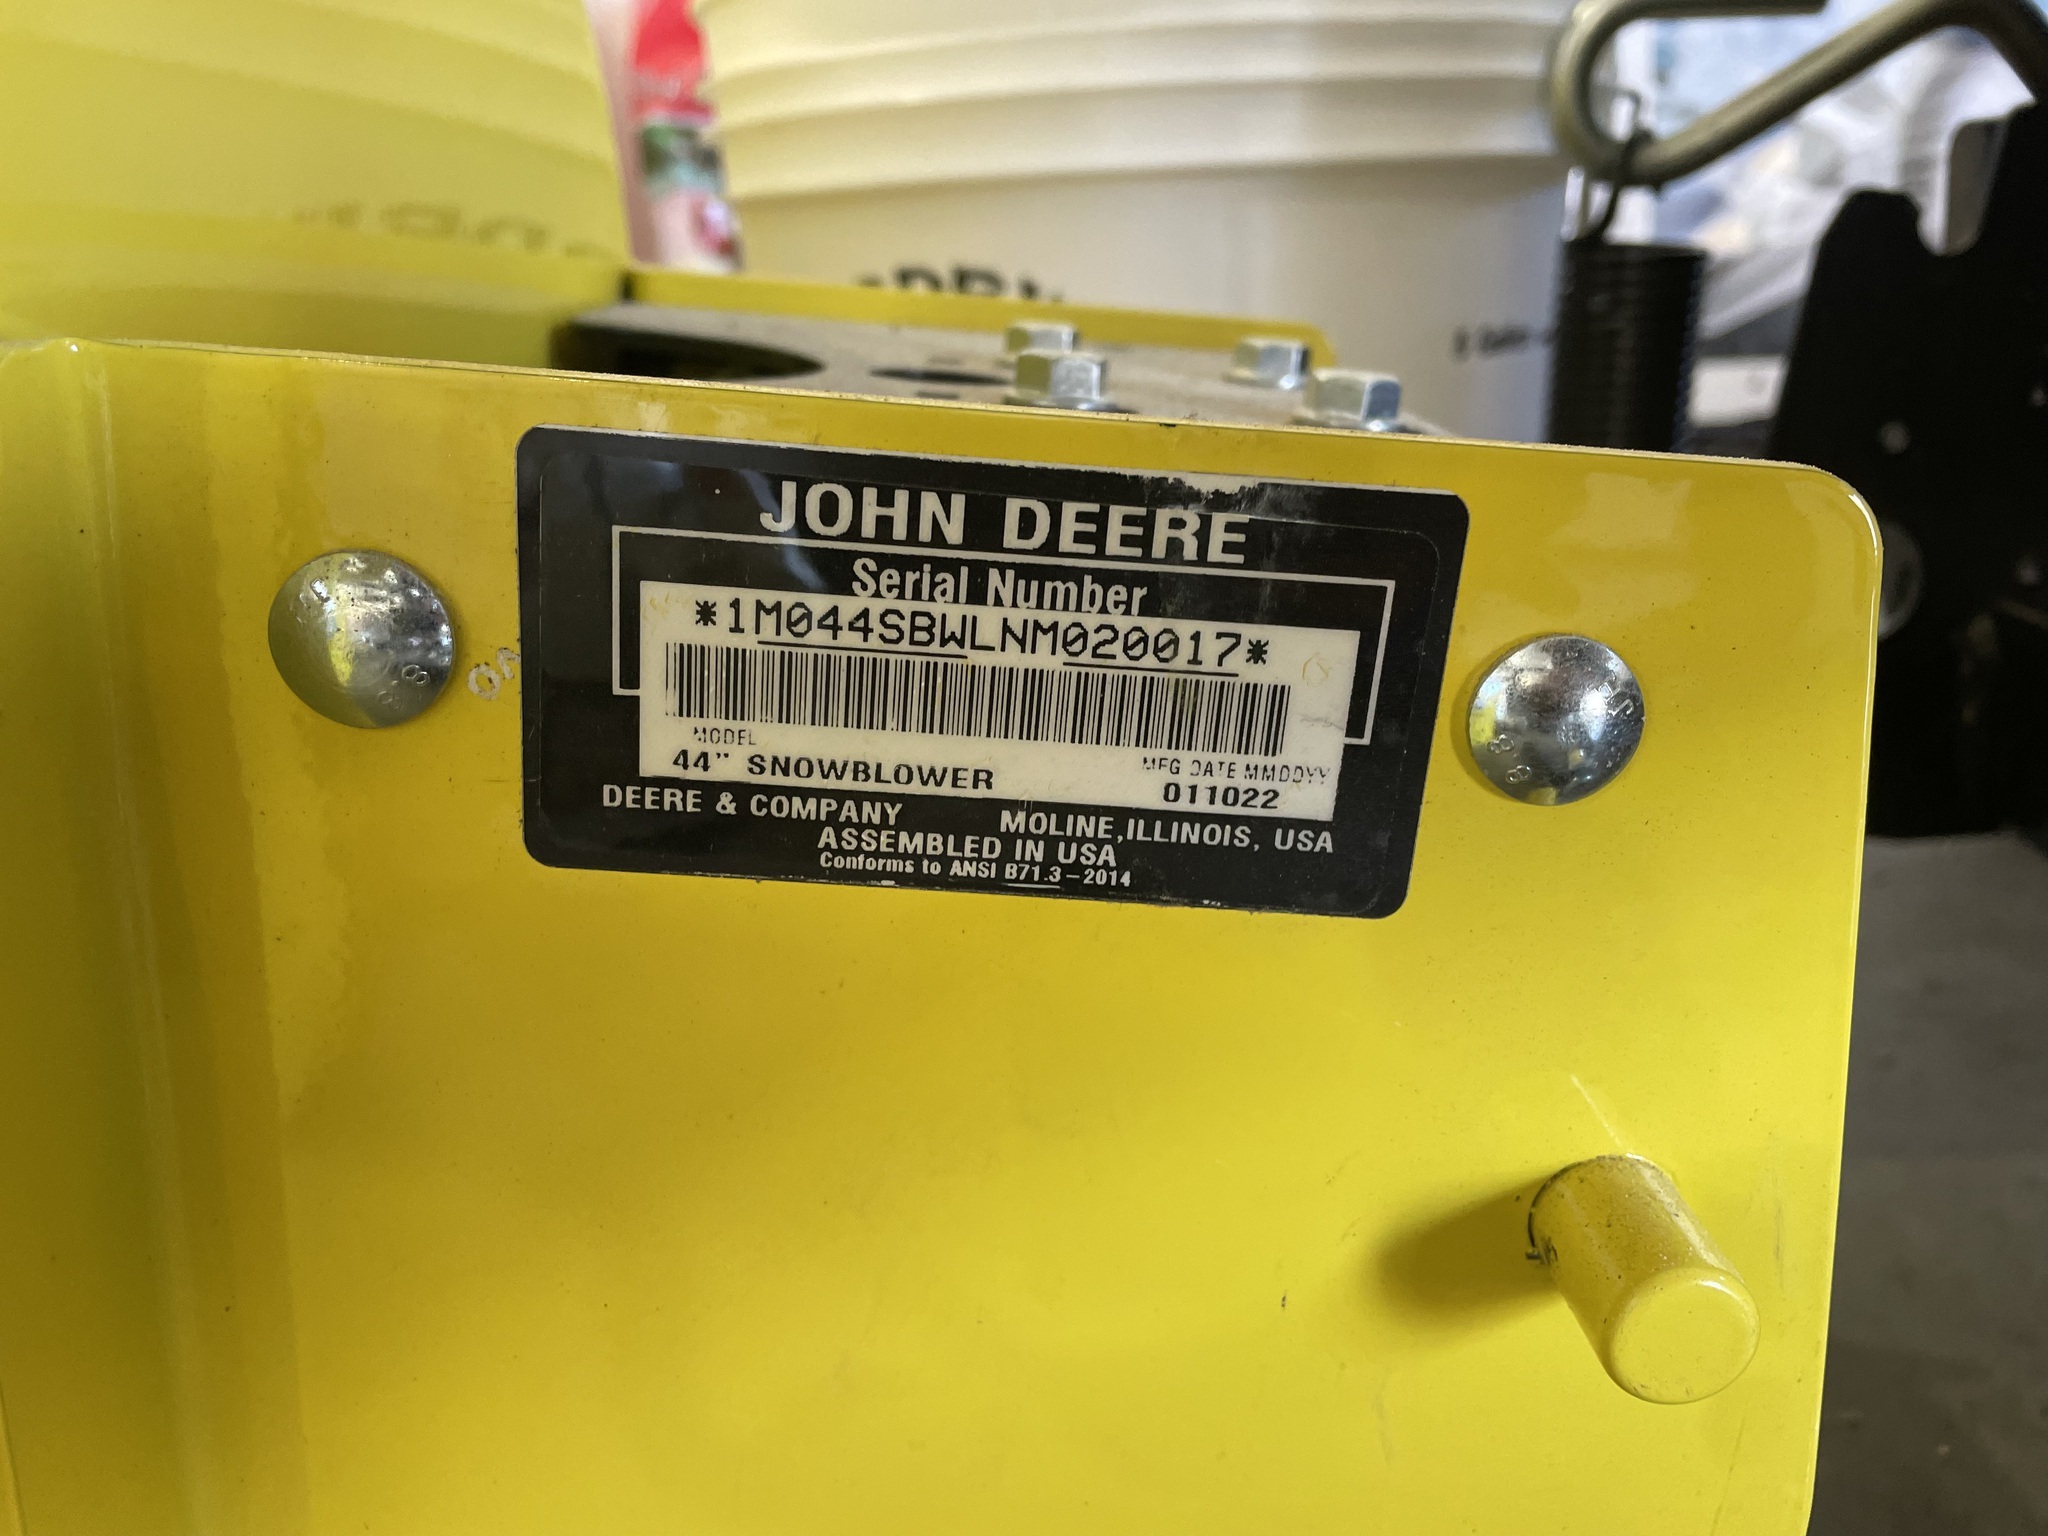 JOHN DEERE
Serial Number
*1M044SBWLNM020017*
MODEL
44" SNOWBLOWER
MFG DATE MMDDYY
011022
DEERE & COMPANY MOLINE, ILLINOIS, USA
ASSEMBLED IN USA
Conforms to ANSI B71.3-2014